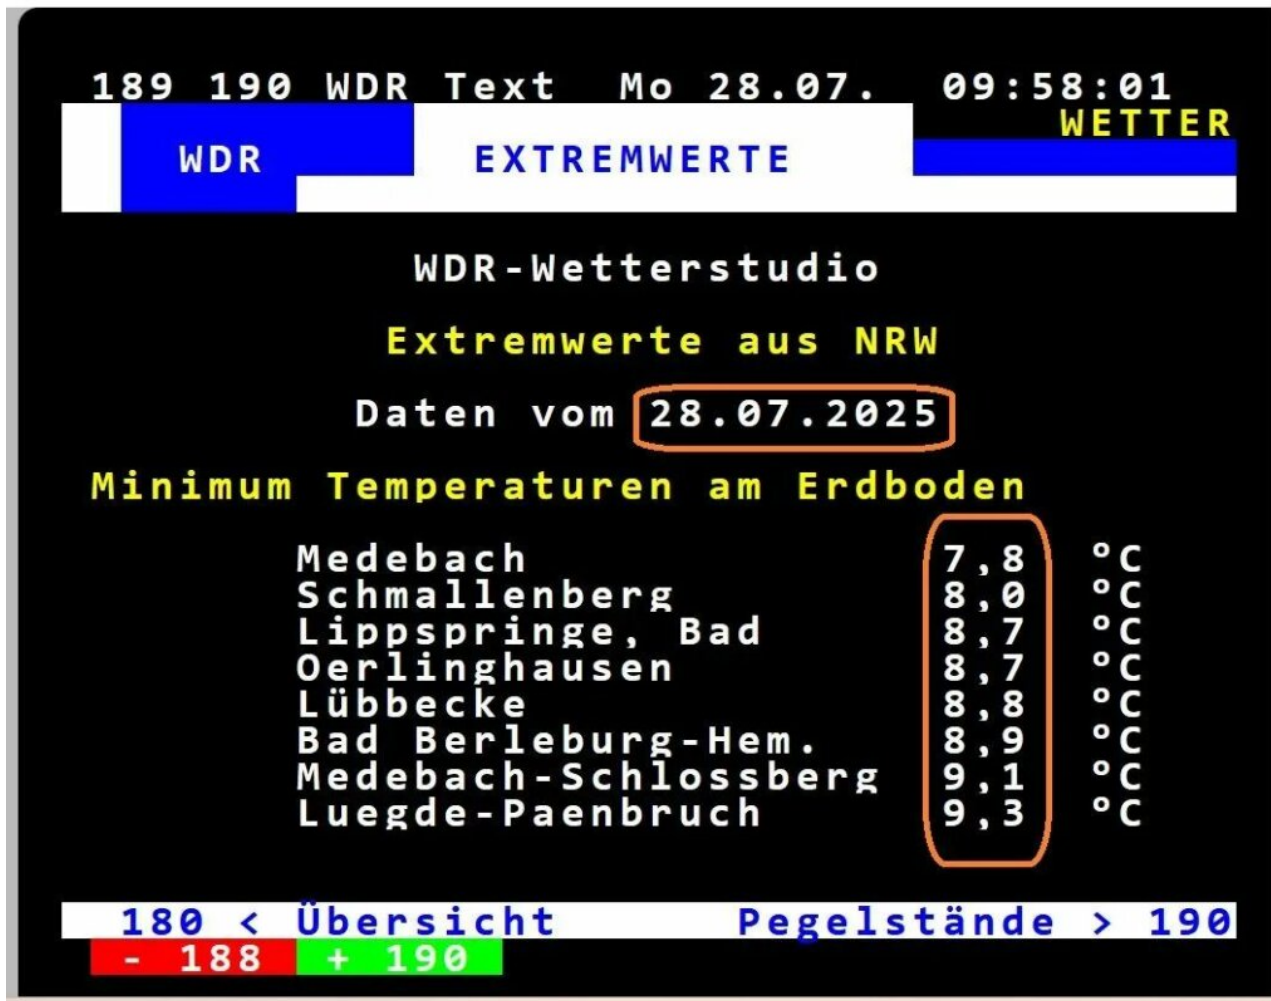 189 190 WDR Text Mo 28.07. 09:58:01
WETTER
WDR EXTREMWERTE
WDR-Wetterstudio
Extremwerte aus NRW
Daten vom 28.07.2025
Minimum Temperaturen am Erdboden
Medebach 7,8 °C
Schmallenberg 8,0 °C
Lippspringe, Bad 8,7 °C
Oerlinghausen 8,7 °C
Lübbecke 8,8 °C
Bad Berleburg-Hem. 8,9 °C
Medebach-Schlossberg 9,1 °C
Luegde-Paenbruch 9,3 °C
180 < Übersicht Pegelstände > 190
- 188 + 190